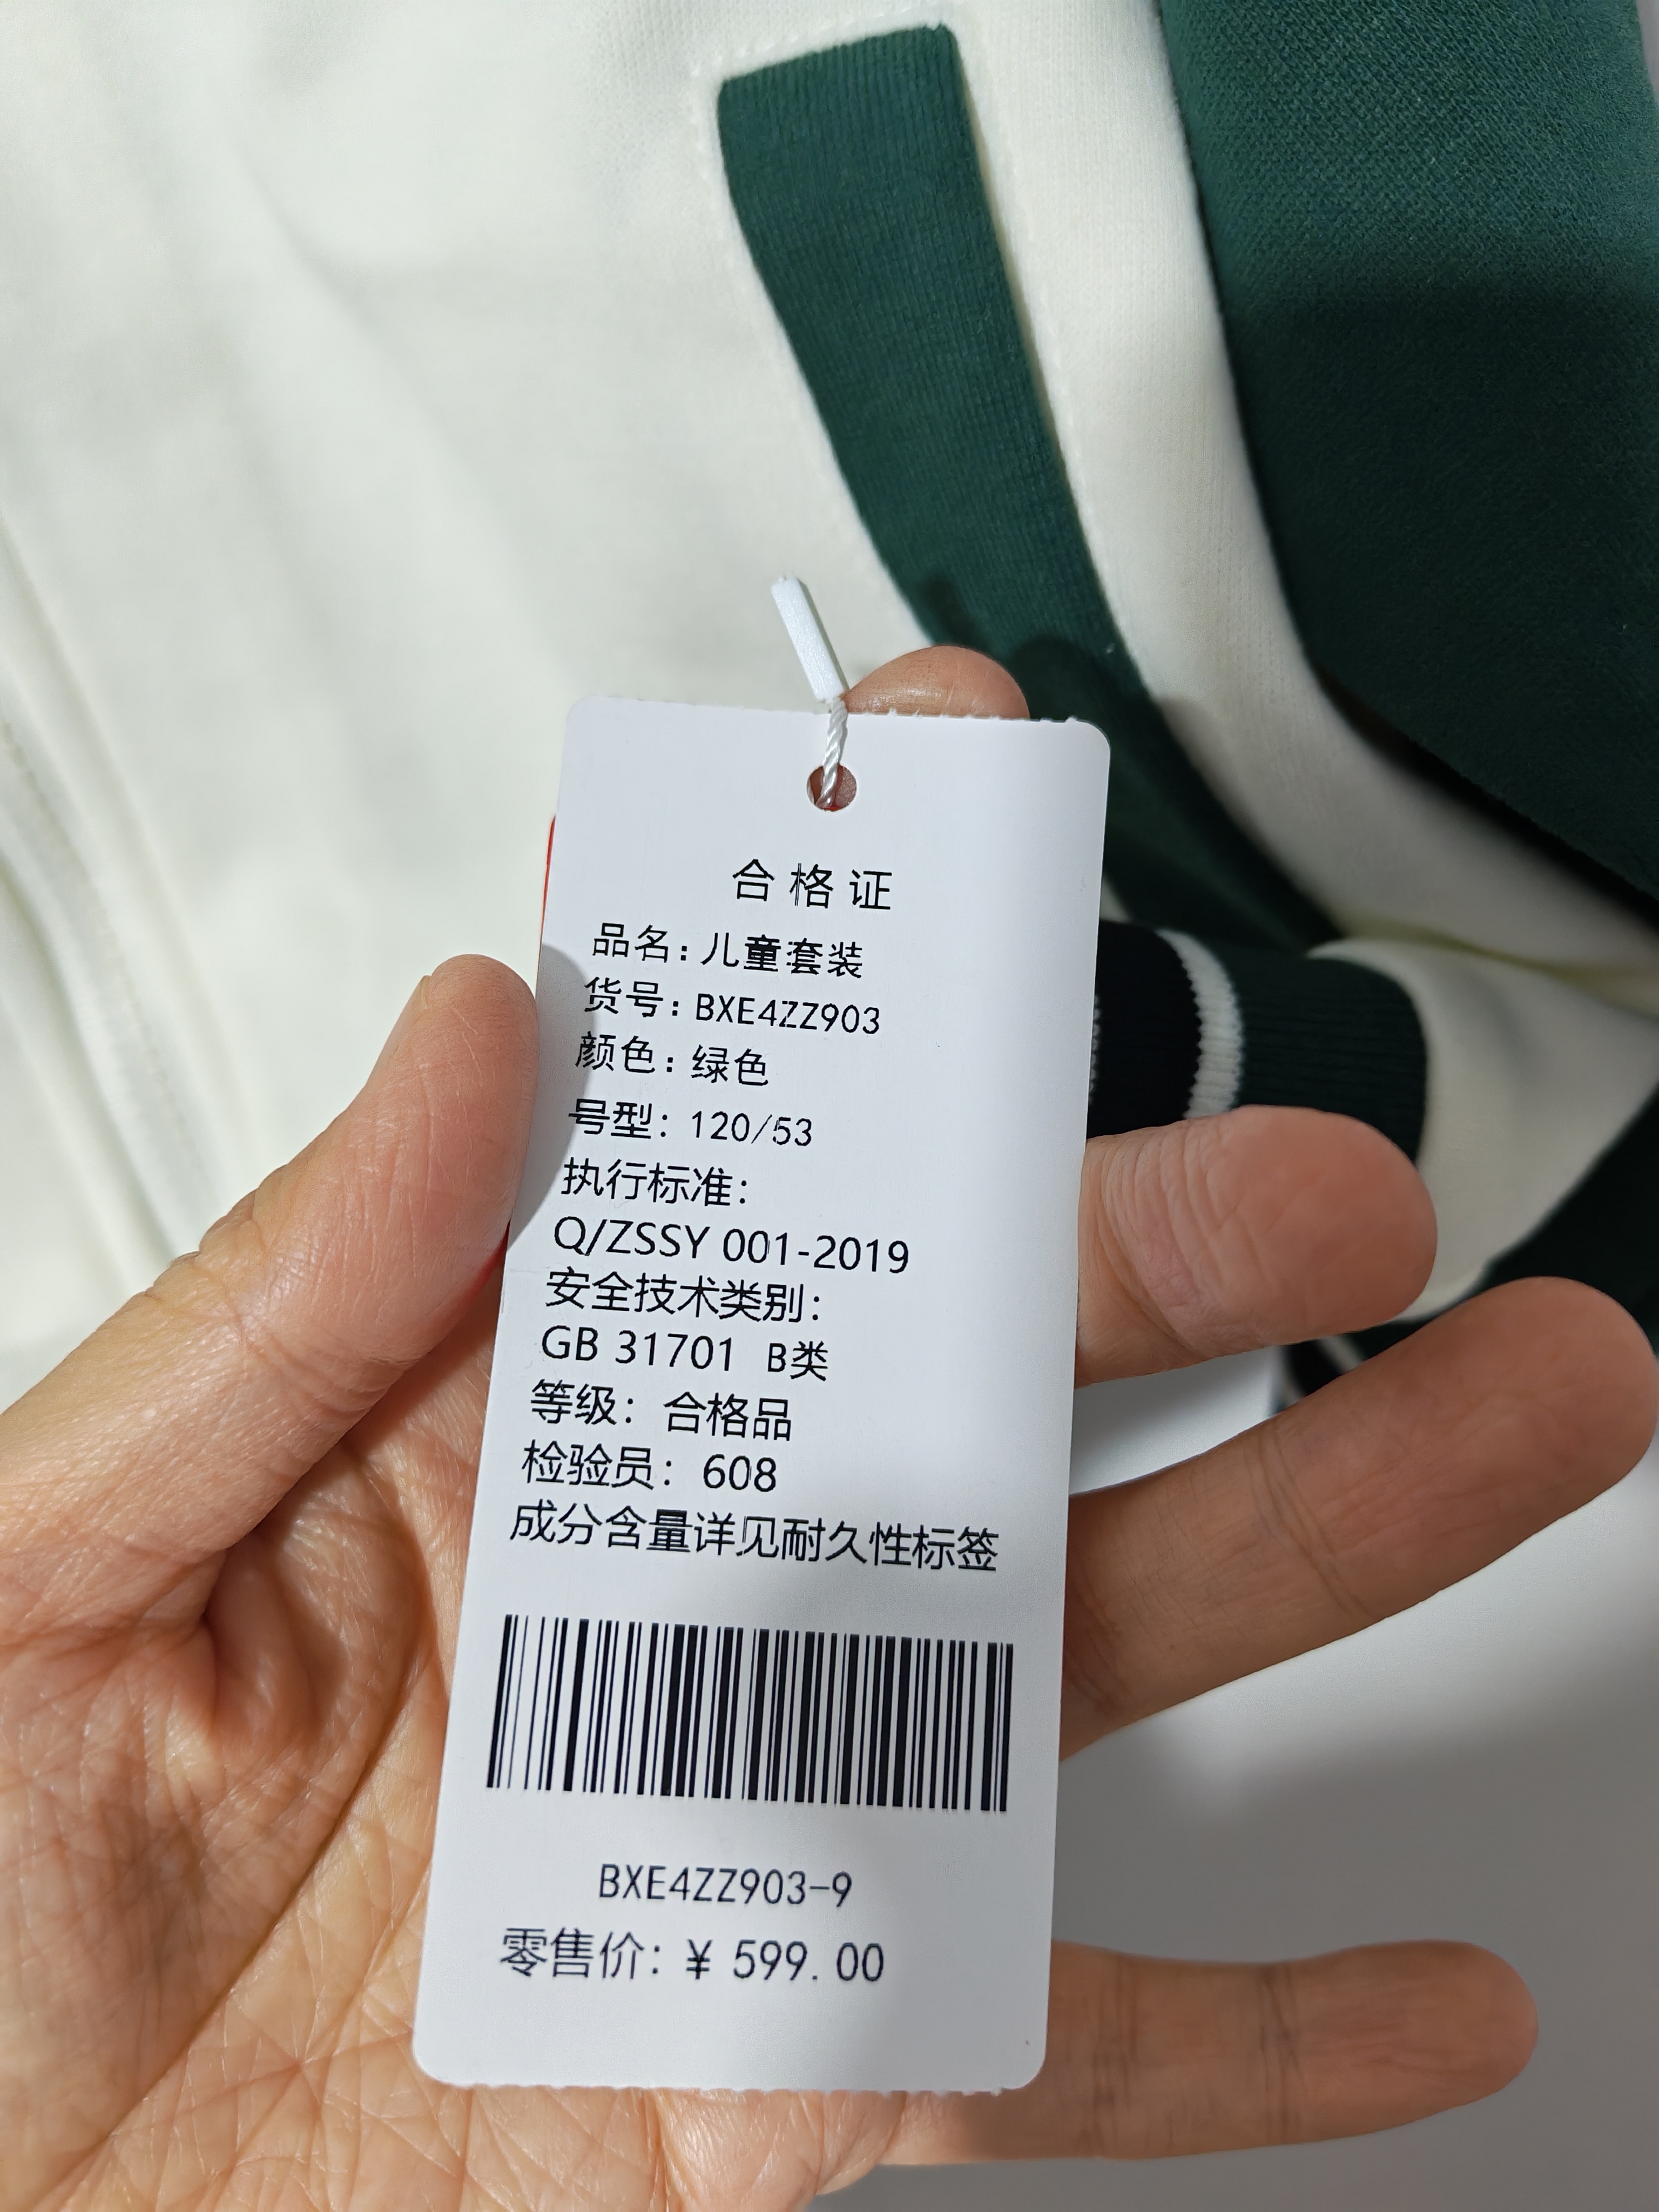 合格证
品名：儿童套装
货号：BXE4ZZ903
颜色：绿色
号型：120/53
执行标准：
Q/ZSSY 001-2019
安全技术类别：
GB 31701 B类
等级：合格品
检验员：608
成分含量详见耐久性标签
BXE4ZZ903-9
零售价：¥ 599.00